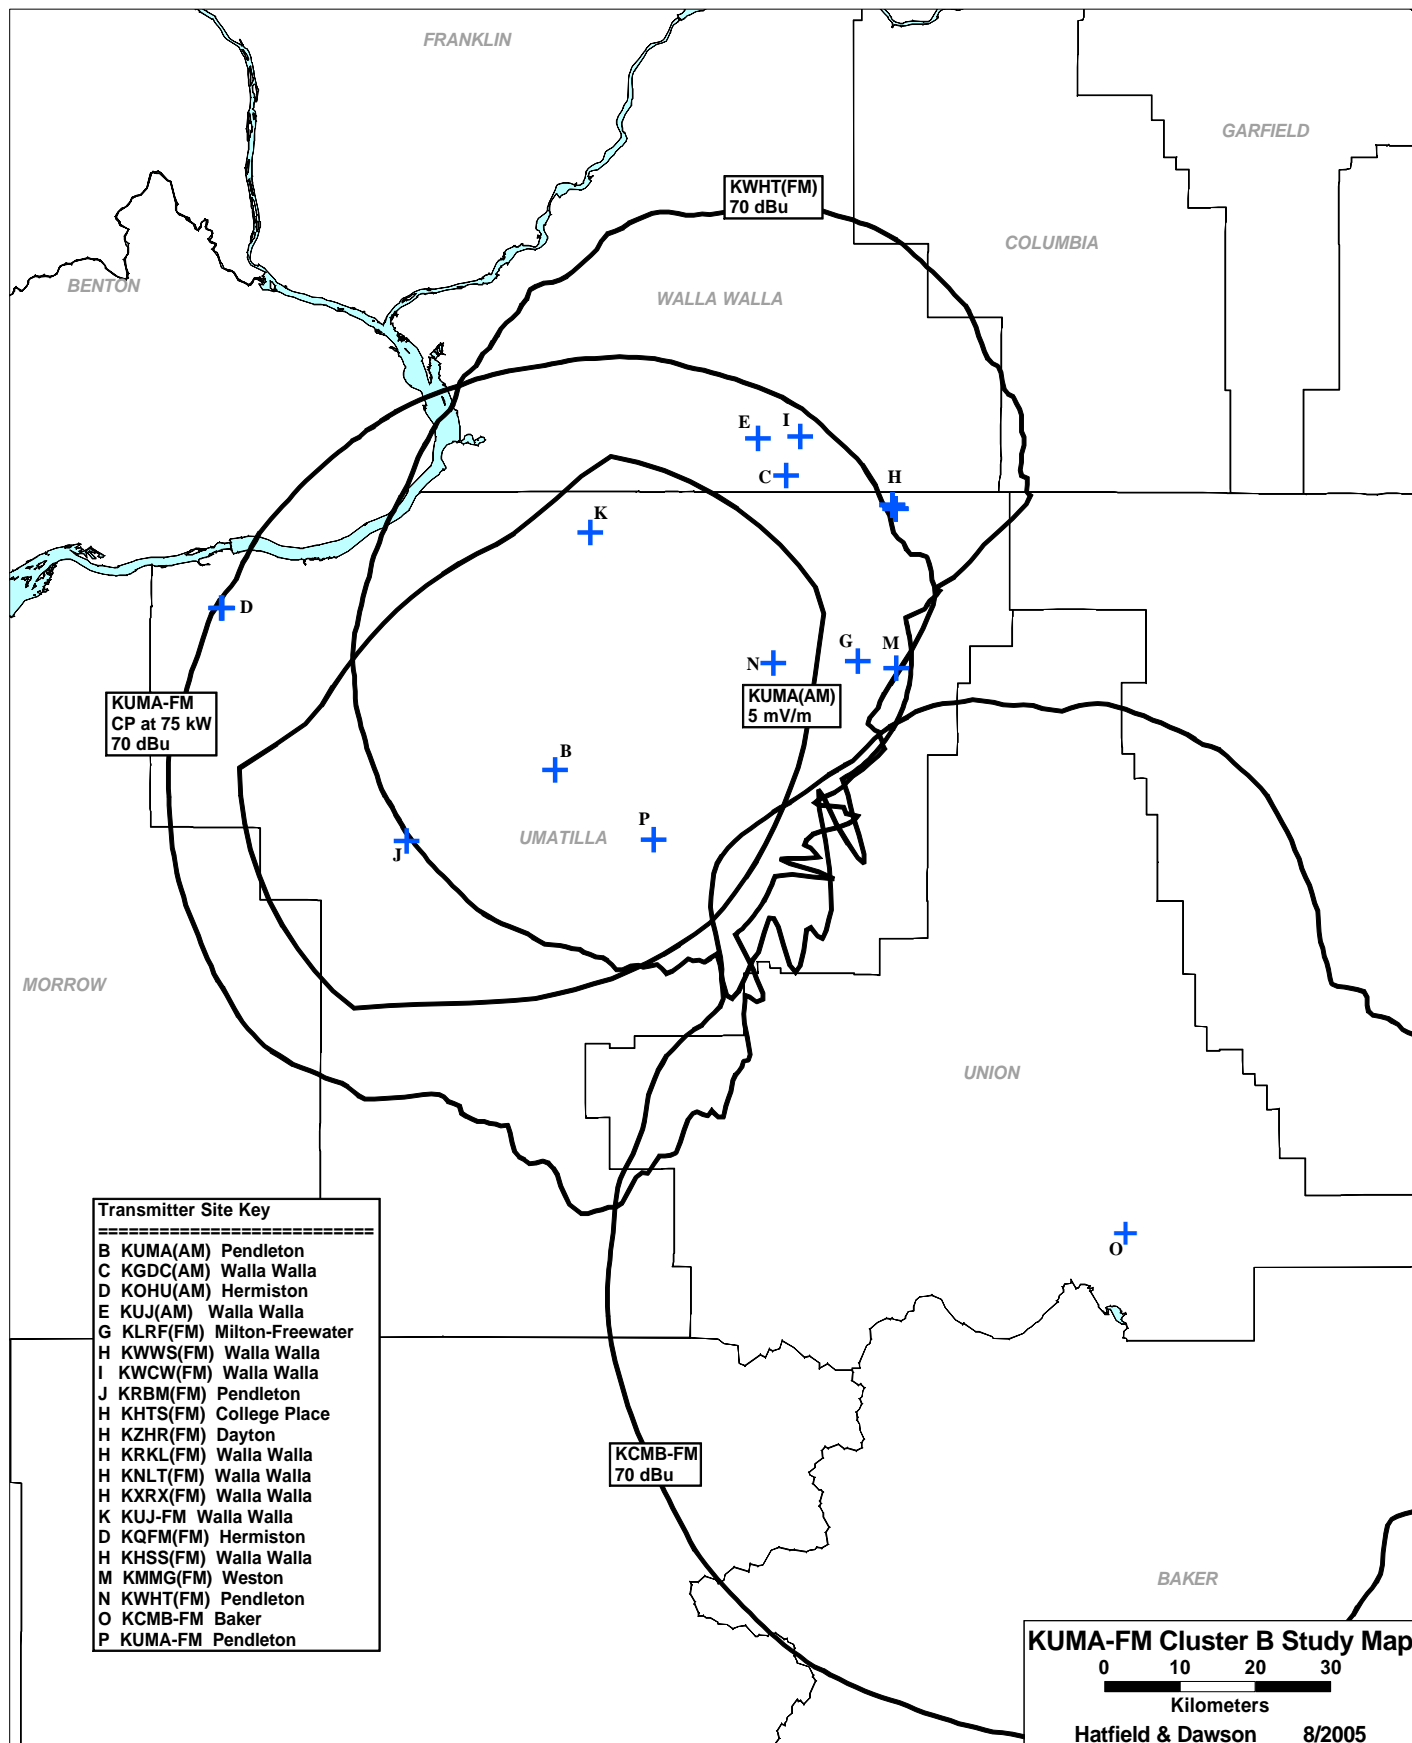 FRANKLIN
GARFIELD
KWHT(FM)
70 dBu
COLUMBIA
BENTON
WALLA WALLA
E
I
C
H
K
D
G
M
N
KUMA-FM
CP at 75 kW
70 dBu
KUMA(AM)
5 mV/m
B
P
UMATILLA
J
MORROW
UNION
Transmitter Site Key
===========================
B KUMA(AM) Pendleton
C KGDC(AM) Walla Walla
D KOHU(AM) Hermiston
E KUJ(AM) Walla Walla
G KLRF(FM) Milton-Freewater
H KWWS(FM) Walla Walla
I KWCW(FM) Walla Walla
J KRBM(FM) Pendleton
H KHTS(FM) College Place
H KZHR(FM) Dayton
H KRKL(FM) Walla Walla
H KNLT(FM) Walla Walla
H KXRX(FM) Walla Walla
K KUJ-FM Walla Walla
D KQFM(FM) Hermiston
H KHSS(FM) Walla Walla
M KMMG(FM) Weston
N KWHT(FM) Pendleton
O KCMB-FM Baker
P KUMA-FM Pendleton
O
KCMB-FM
70 dBu
BAKER
KUMA-FM Cluster B Study Map
0 10 20 30
Kilometers
Hatfield & Dawson 8/2005